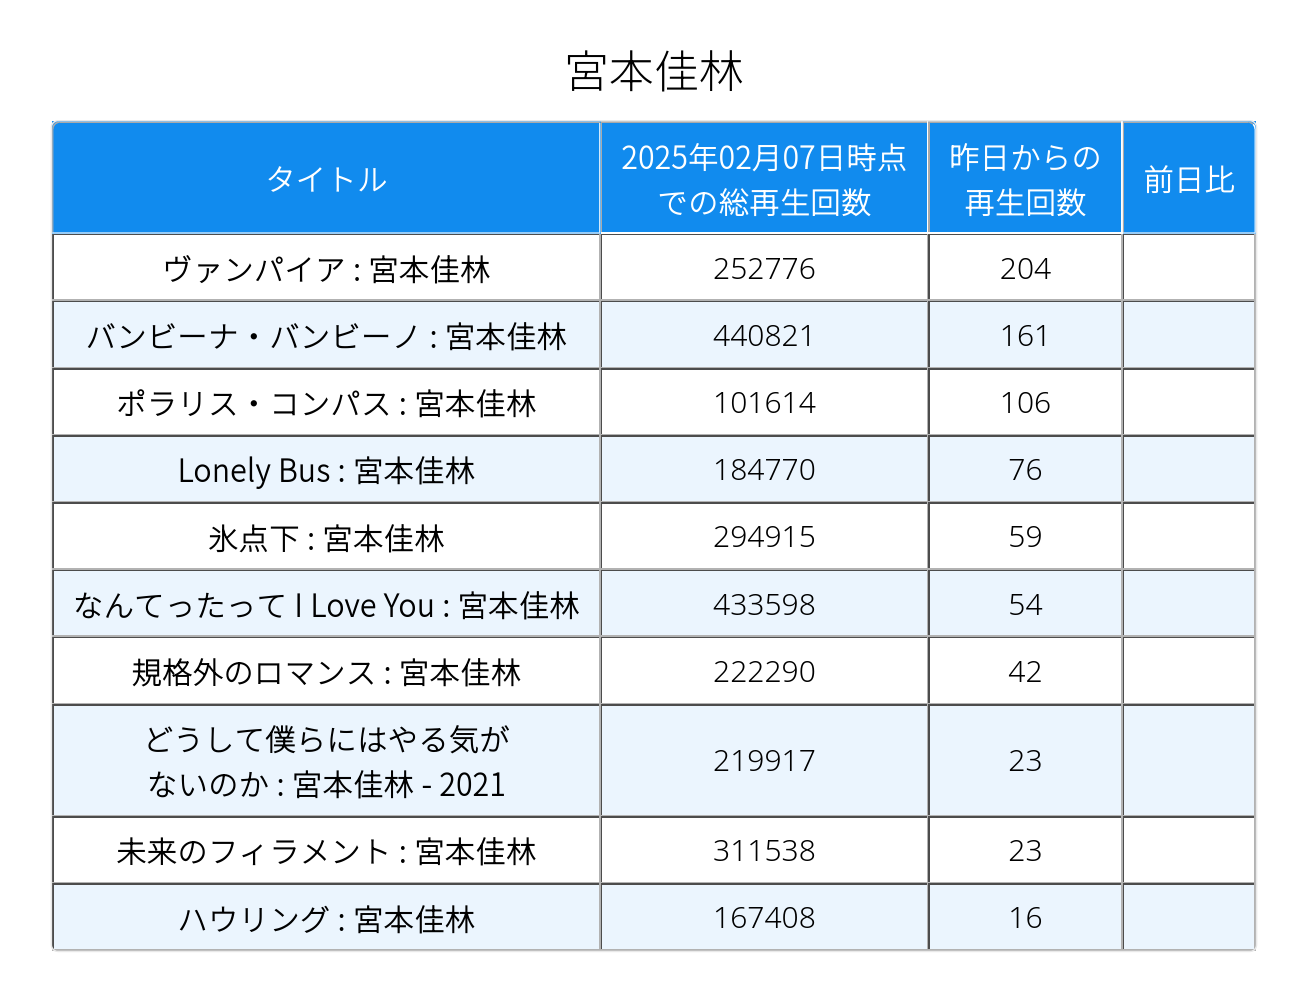 宮本佳林
タイトル
2025年02月07日時点
での総再生回数
昨日からの
再生回数
前日比
ヴァンパイア : 宮本佳林
252776
204
バンビーナ・バンビーノ : 宮本佳林
440821
161
ポラリス・コンパス : 宮本佳林
101614
106
Lonely Bus : 宮本佳林
184770
76
氷点下 : 宮本佳林
294915
59
なんてったって I Love You : 宮本佳林
433598
54
規格外のロマンス : 宮本佳林
222290
42
どうして僕らにはやる気が
ないのか : 宮本佳林 - 2021
219917
23
未来のフィラメント : 宮本佳林
311538
23
ハウリング : 宮本佳林
167408
16